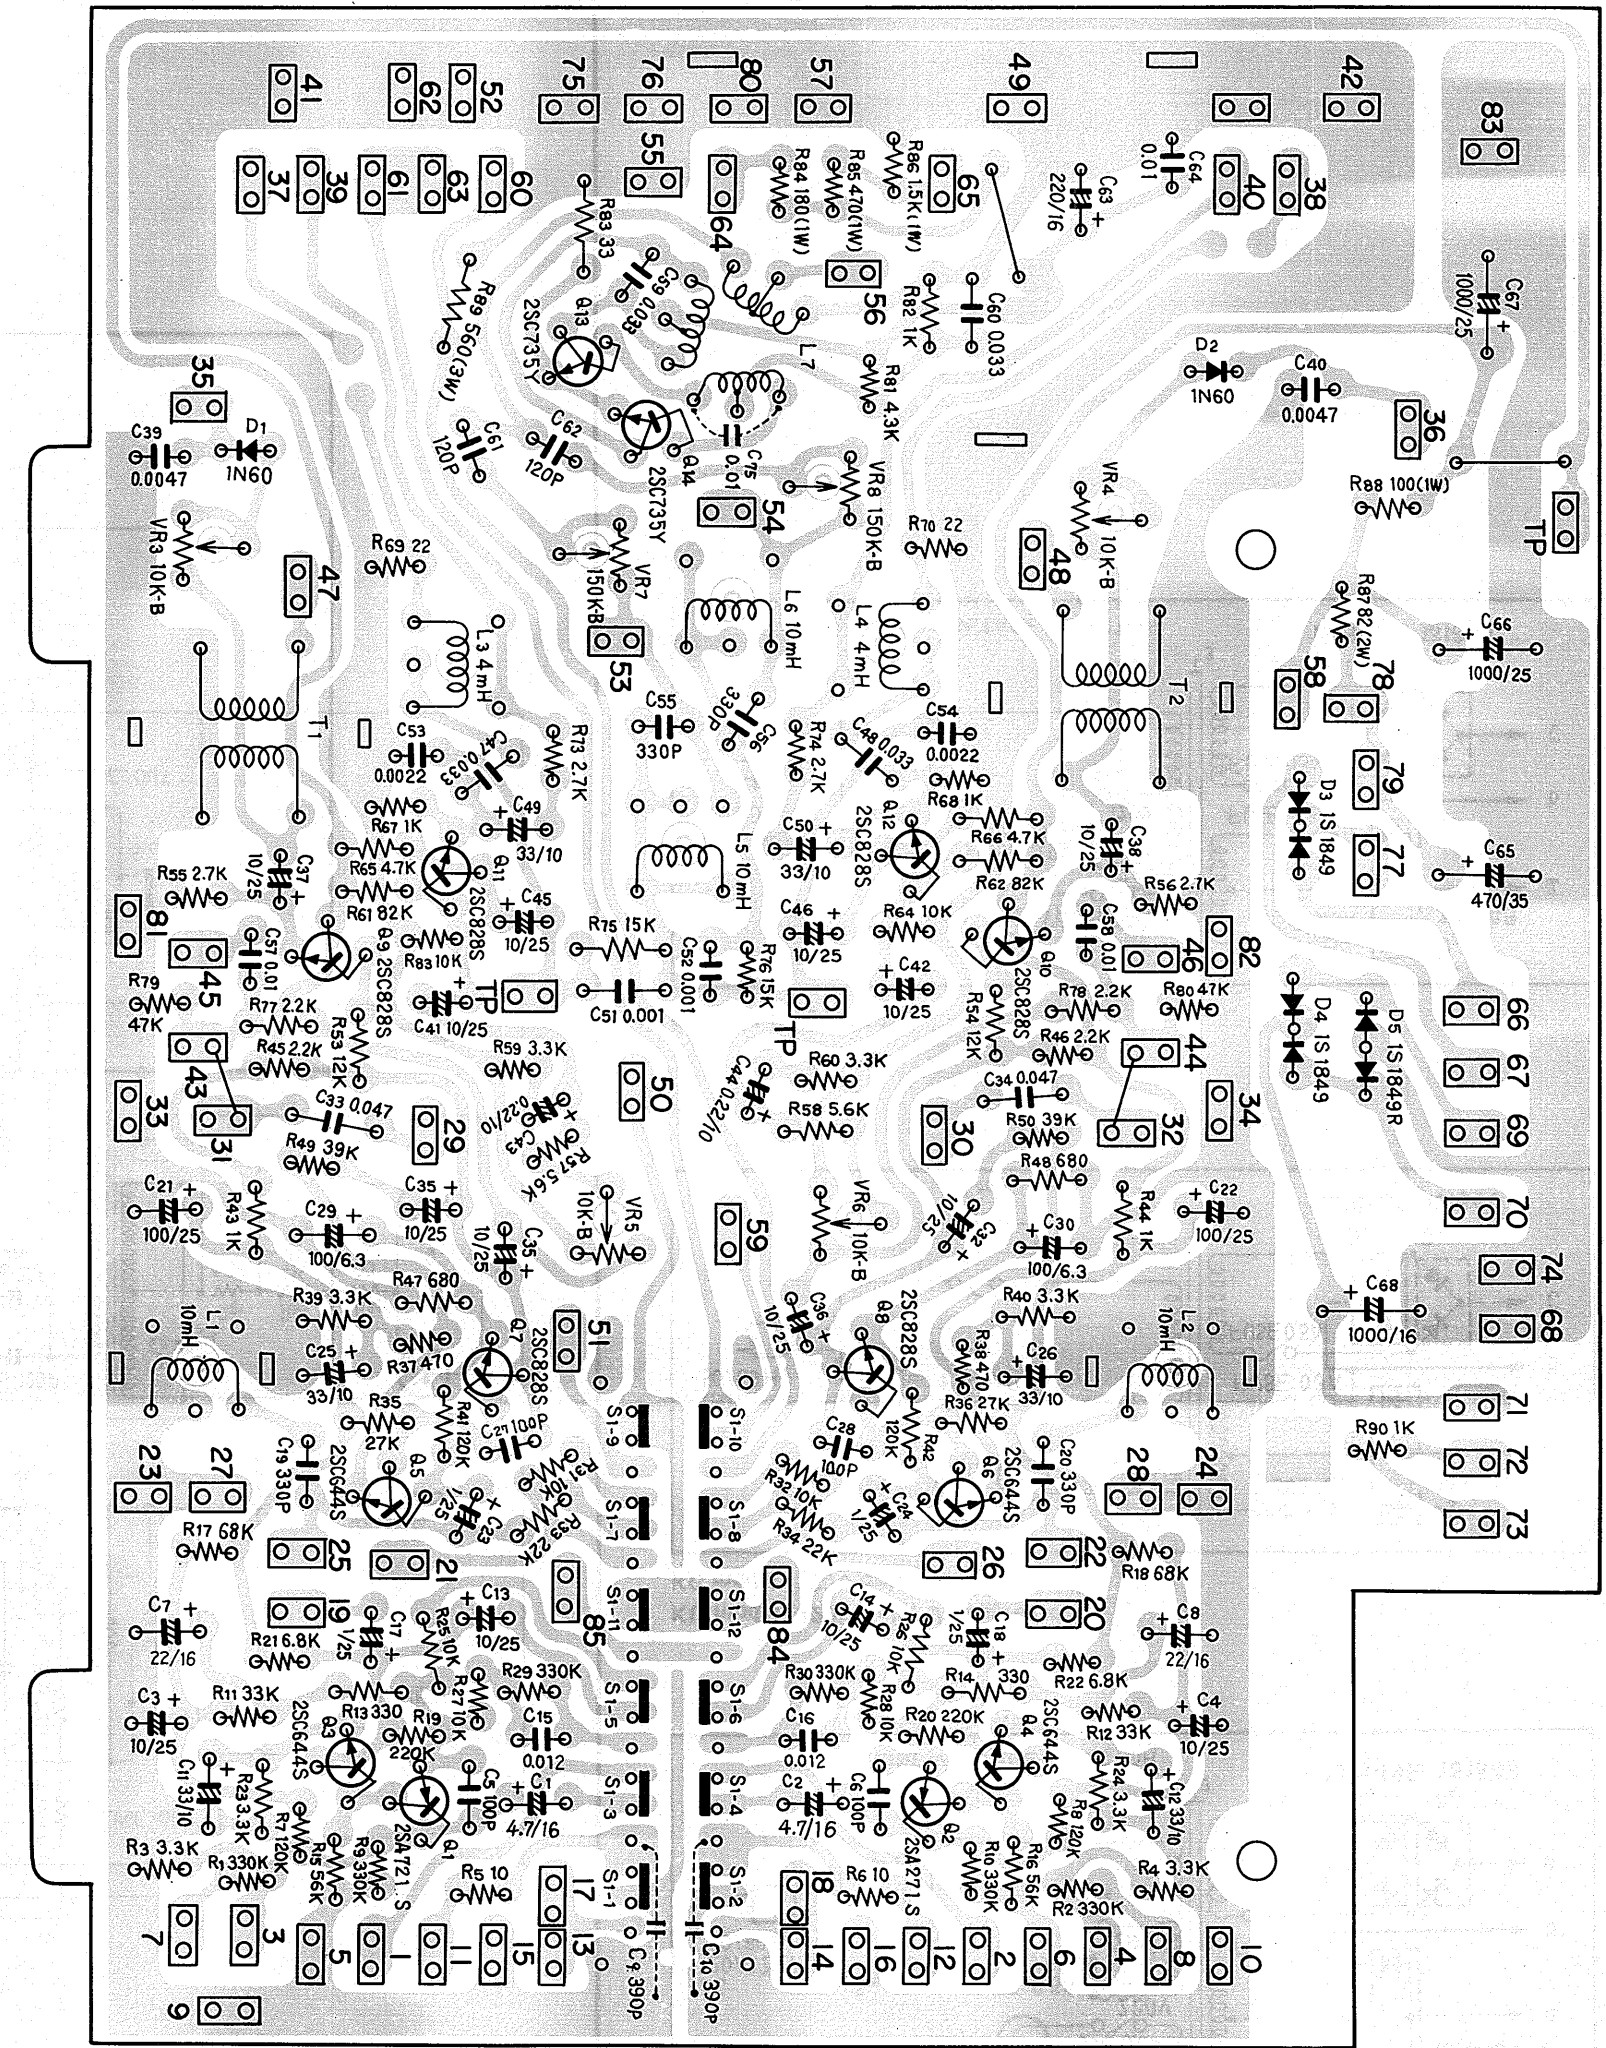 41
62
52
75
76
80
57
49
42
83
37
39
61
63
60
55
64
R84 180(1W)
R85 470(1W)
R86 1.5K(1W)
65
C63
220/16 +
C64
0.01
40
38
R83 33
C59 0.033
56
R82 1K
C60 0.033
C67
1000/25 +
R89 560(3W)
Q13
2SC735Y
L7
R81 4.3K
D2
1N60
C40
0.0047
36
35
C39
0.0047
D1
1N60
C61
120P
C62
120P
Q14
2SC735Y
C75
0.01
54
VR8 150K-B
R70 22
VR4 10K-B
48
R88 100(1W)
TP
VR3 10K-B
47
R69 22
VR7
150K-B
53
L6 10mH
L4 4mH
L3 4mH
R87 82(2W)
+ C66
1000/25
58
78
T1
T2
C53
0.0022
C47 0.033
R73 2.7K
C55
330P
C56
330P
R74 2.7K
C48 0.033
C54
0.0022
R68 1K
79
D3 1S1849
77
R67 1K
+ C49
33/10
R65 4.7K
Q11
2SC828S
R61 82K
L5 10mH
C50 +
33/10
Q12
2SC828S
R66 4.7K
R62 82K
C38
10/25 +
+ C65
470/35
R55 2.7K
C37
10/25 +
81
45
C57 0.01
Q9 2SC828S
R83 10K
+ C45
10/25
R75 15K
C52 0.001
R76 15K
+ C46
10/25
R64 10K
Q10
2SC828S
C58 0.01
R56 2.7K
46
82
R79
47K
R77 2.2K
R53 12K
+
C41 10/25
TP
C51 0.001
TP
+ C42
10/25
R54 12K
R78 2.2K
R80 47K
D4 1S1849
D5 1S1849R
66
R45 2.2K
43
R59 3.3K
50
C44 0.22/10 +
R60 3.3K
R46 2.2K
44
67
33
31
C33 0.047
29
0.22/10
C43 +
R57 5.6K
R58 5.6K
30
C34 0.047
R50 39K
32
34
69
R49 39K
R48 680
C21 +
100/25
R43 1K
C29 +
100/6.3
C35 +
10/25
C35 +
10/25
VR5
10K-B
59
VR6 10K-B
C32
10/25 +
+ C30
100/6.3
R44 1K
+ C22
100/25
70
74
R47 680
R39 3.3K
R37 470
Q7
2SC828S
51
C36
10/25 +
Q8
2SC828S
R40 3.3K
R38 470
+ C68
1000/16
68
L1
10mH
C25 +
33/10
+ C26
33/10
L2
10mH
R35
27K
R41 120K
C27 100P
S1-9
S1-10
C28
100P
R42
120K
R36 27K
R90 1K
71
23
27
C19 330P
2SC644S
Q5
+ C23
1/25
R31 10K
R33 22K
S1-7
S1-8
R32 10K
R34 22K
+ C24
1/25
Q6
2SC644S
C20 330P
28
24
72
73
R17 68K
25
21
26
22
R18 68K
C7 +
22/16
19
C17
1/25 +
R25 10K
+ C13
10/25
85
S1-11
S1-12
84
C14 +
10/25
R26 10K
C18
1/25 +
20
+ C8
22/16
R21 6.8K
R27 10K
R29 330K
R30 330K
R28 10K
R14 330
R22 6.8K
C3 +
10/25
R11 33K
2SC644S
Q3
R13 330
R19
220K
C15
0.012
S1-5
S1-6
C16
0.012
R20 220K
Q4
2SC644S
R12 33K
+ C4
10/25
C11 33/10 +
R23 3.3K
R7 120K
C5 100P
+ C1
4.7/16
S1-3
S1-4
C2 +
4.7/16
C6 100P
R24 3.3K
R8 120K
C12 33/10 +
R3 3.3K
R1 330K
R15 56K
R9 330K
Q1
2SA721.S
R5 10
17
S1-1
S1-2
18
R6 10
Q2
2SA271.S
R10 330K
R16 56K
R4 3.3K
R2 330K
7
3
5
1
11
15
13
C9 390P
C10 390P
14
16
12
2
6
4
8
10
9